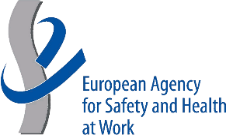 European Agency
for Safety and Health
at Work